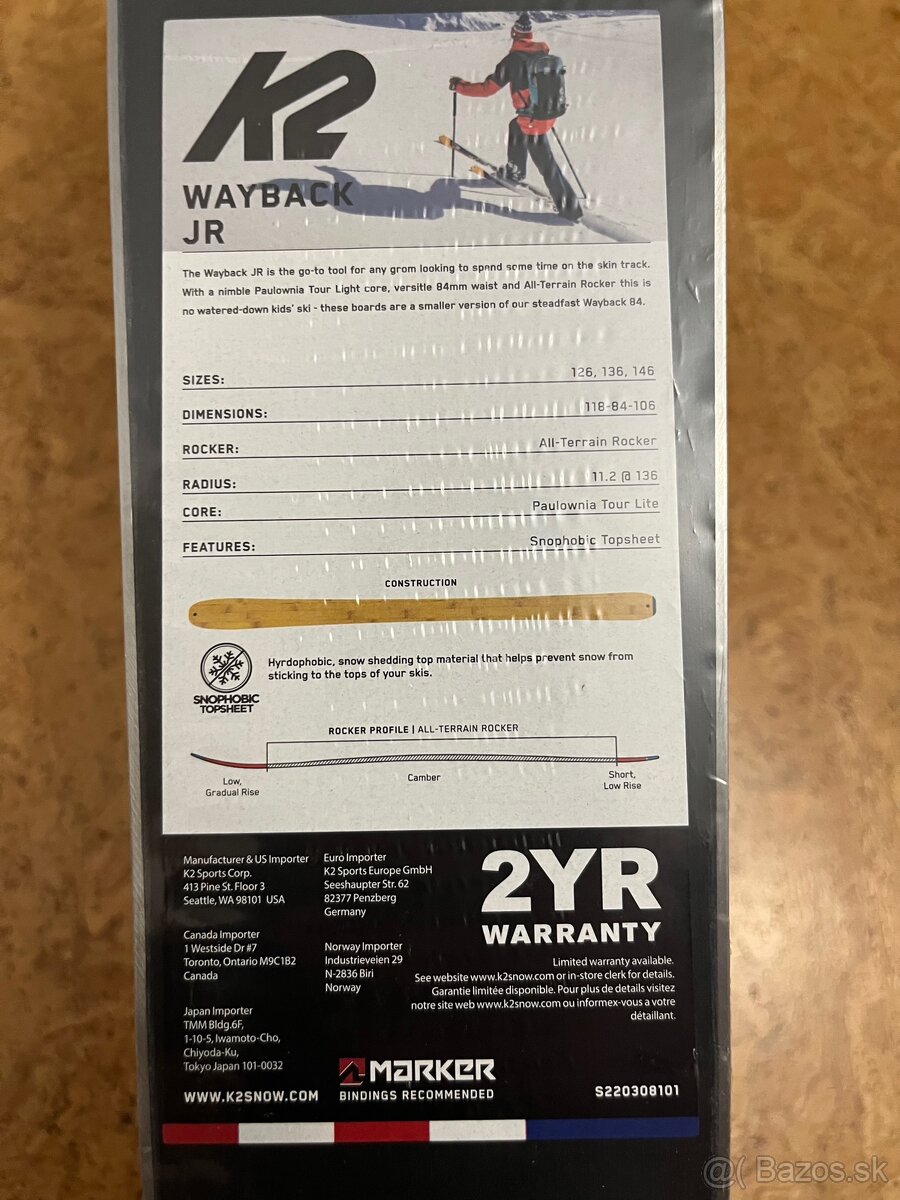 K2
WAYBACK
JR
The Wayback JR is the go-to tool for any grom looking to spend some time on the skin track.
With a nimble Paulownia Tour Light core, versitle 84mm waist and All-Terrain Rocker this is
no watered-down kids' ski - these boards are a smaller version of our steadfast Wayback 84.
SIZES: 126, 136, 146
DIMENSIONS: 118-84-106
ROCKER: All-Terrain Rocker
RADIUS: 11.2 @ 136
CORE: Paulownia Tour Lite
FEATURES: Snophobic Topsheet
CONSTRUCTION
SNOPHOBIC
TOPSHEET
Hyrdophobic, snow shedding top material that helps prevent snow from
sticking to the tops of your skis.
ROCKER PROFILE | ALL-TERRAIN ROCKER
Low,
Gradual Rise
Camber
Short,
Low Rise
Manufacturer & US Importer
K2 Sports Corp.
413 Pine St. Floor 3
Seattle, WA 98101 USA
Canada Importer
1 Westside Dr #7
Toronto, Ontario M9C1B2
Canada
Japan Importer
TMM Bldg.6F,
1-10-5, Iwamoto-Cho,
Chiyoda-Ku,
Tokyo Japan 101-0032
Euro Importer
K2 Sports Europe GmbH
Seeshaupter Str. 62
82377 Penzberg
Germany
Norway Importer
Industrieveien 29
N-2836 Biri
Norway
2YR
WARRANTY
Limited warranty available.
See website www.k2snow.com or in-store clerk for details.
Garantie limitée disponible. Pour plus de détails visitez
notre site web www.k2snow.com ou informex-vous a votre
détaillant.
MARKER
BINDINGS RECOMMENDED
WWW.K2SNOW.COM
S220308101
@( Bazos.sk